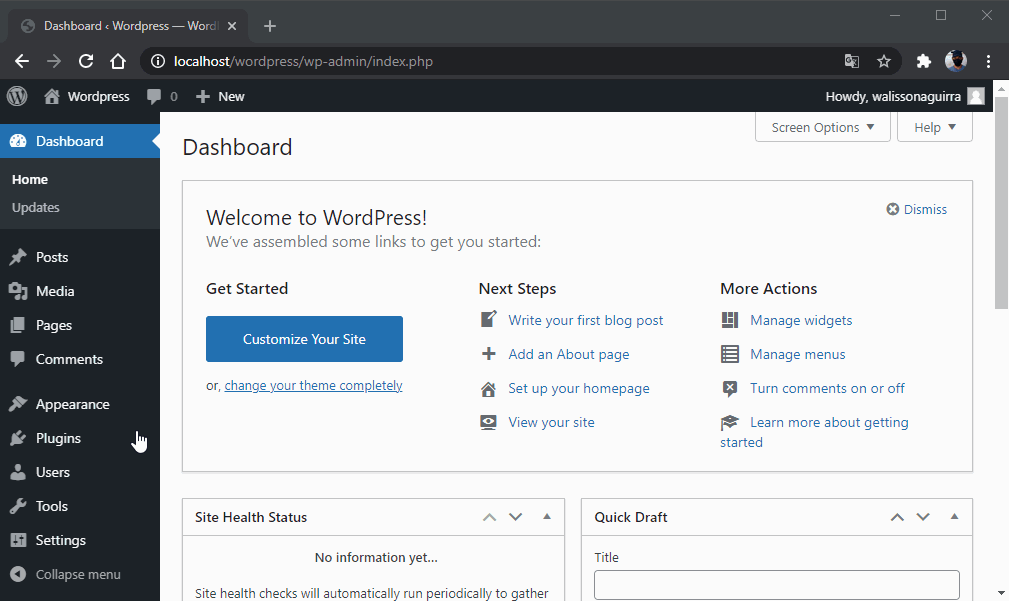 Dashboard ‹ Wordpress — Word
localhost/wordpress/wp-admin/index.php
Wordpress 0 New Howdy, walissonaguirra
Dashboard
Home
Updates
Posts
Media
Pages
Comments
Appearance
Plugins
Users
Tools
Settings
Collapse menu
Screen Options Help
Dashboard
Welcome to WordPress!
Dismiss
We've assembled some links to get you started:
Get Started
Customize Your Site
or, change your theme completely
Next Steps
Write your first blog post
Add an About page
Set up your homepage
View your site
More Actions
Manage widgets
Manage menus
Turn comments on or off
Learn more about getting
started
Site Health Status
No information yet…
Site health checks will automatically run periodically to gather
Quick Draft
Title